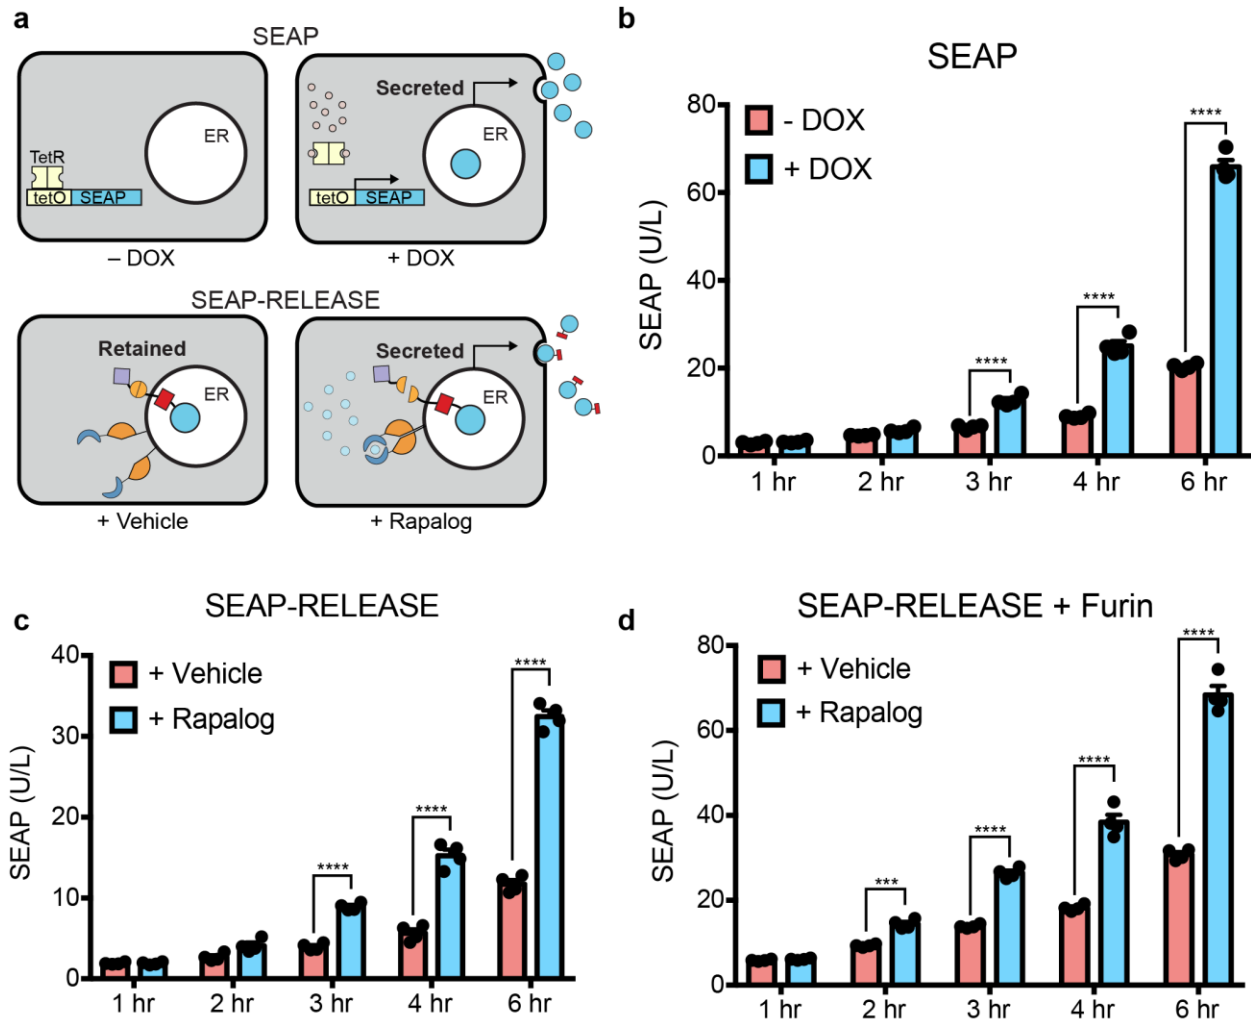 a
SEAP
Secreted
ER
ER
TetR
tetO SEAP
tetO SEAP
– DOX
+ DOX
SEAP-RELEASE
Retained
Secreted
ER
ER
+ Vehicle
+ Rapalog
b
SEAP
- DOX
+ DOX
SEAP (U/L)
80
60
40
20
0
****
****
****
1 hr 2 hr 3 hr 4 hr 6 hr
c
SEAP-RELEASE
+ Vehicle
+ Rapalog
SEAP (U/L)
40
30
20
10
0
****
****
****
1 hr 2 hr 3 hr 4 hr 6 hr
d
SEAP-RELEASE + Furin
+ Vehicle
+ Rapalog
SEAP (U/L)
80
60
40
20
0
***
****
****
****
1 hr 2 hr 3 hr 4 hr 6 hr